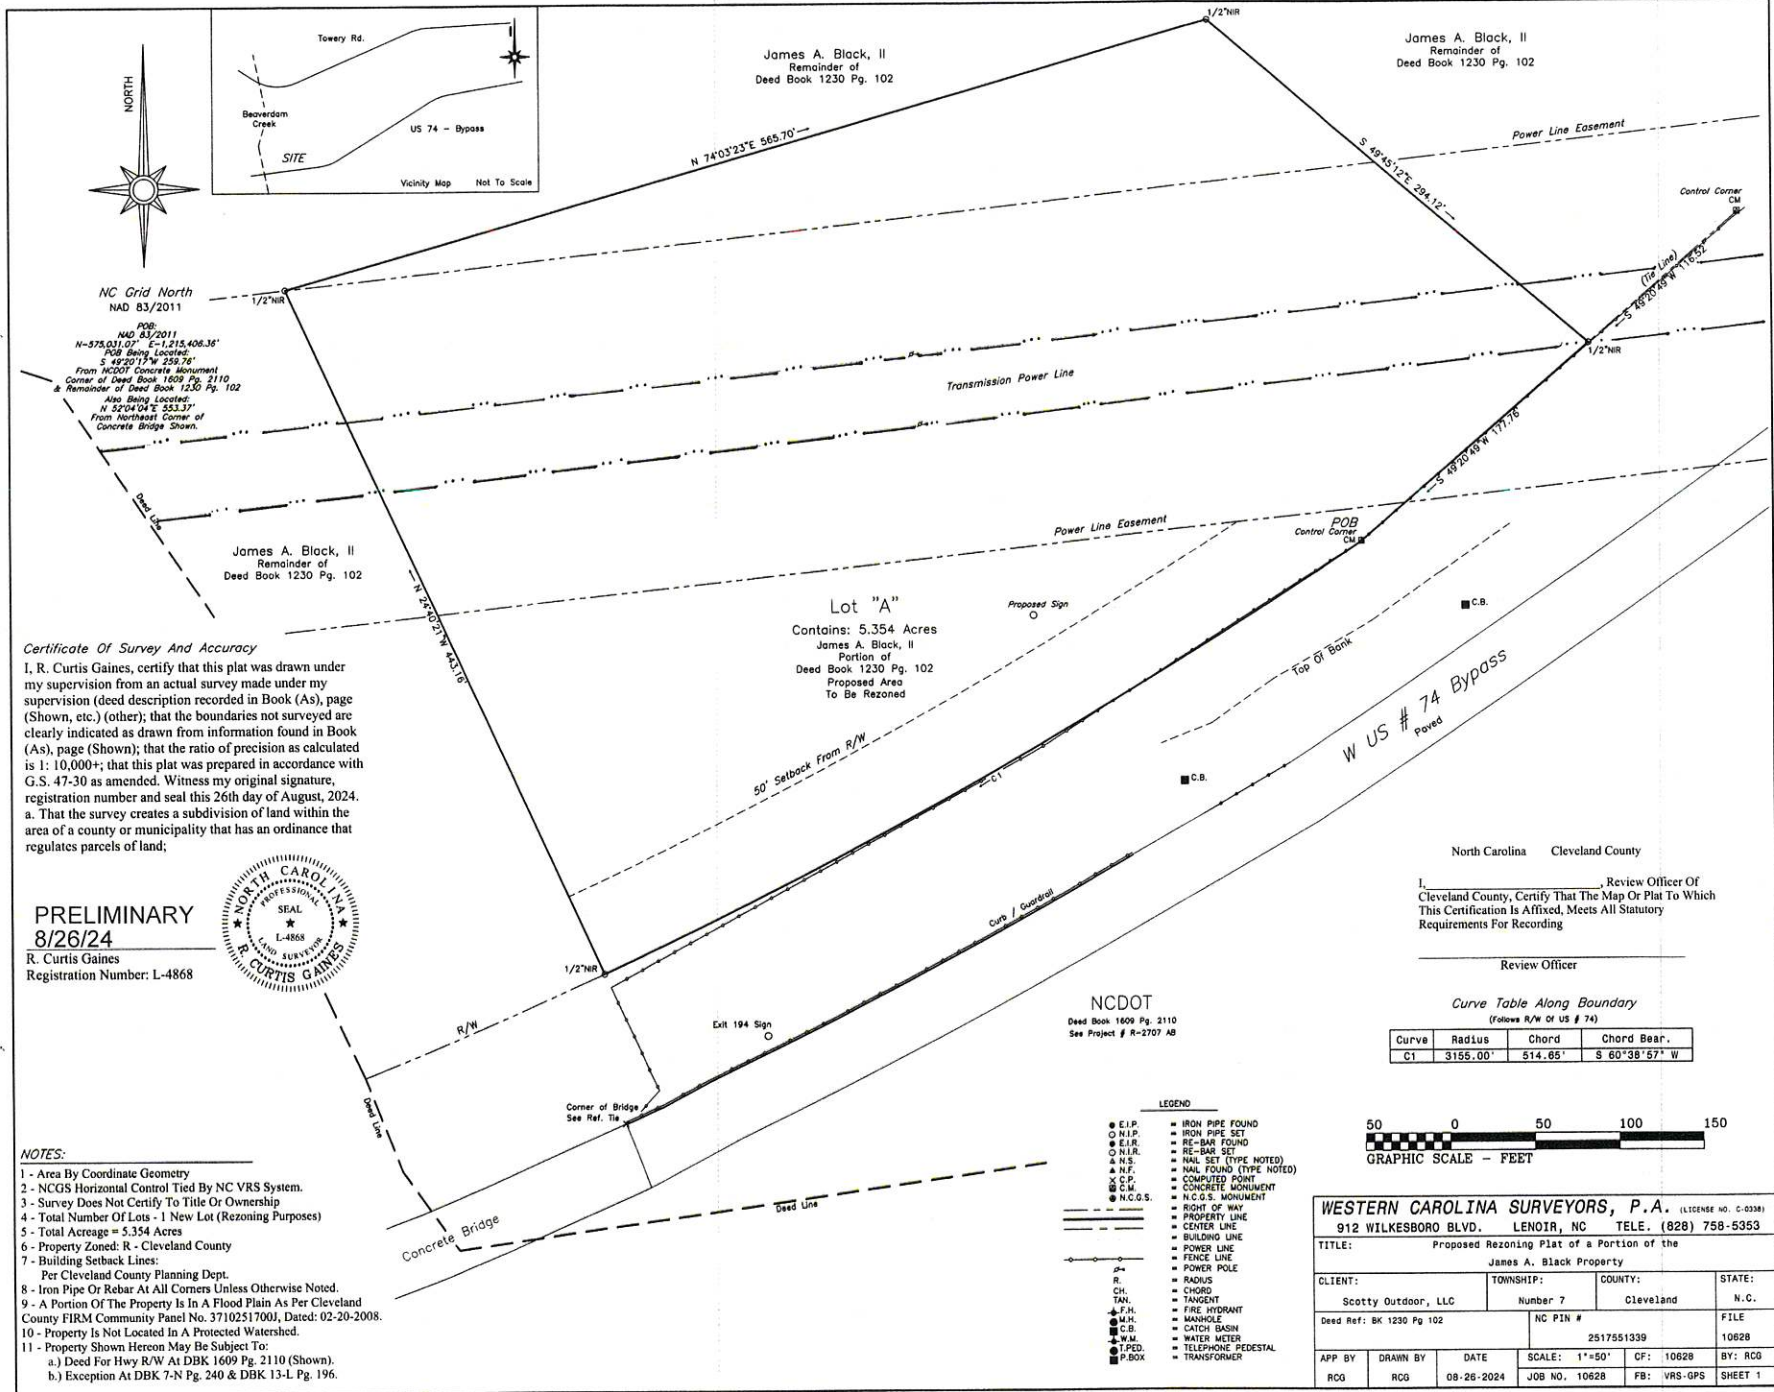 NORTH
Towery Rd.
Beaverdam
Creek
US 74 - Bypass
SITE
Vicinity Map Not To Scale
NC Grid North
NAD 83/2011
POB:
NAD 83/2011
N-575,031.07' E-1,215,406.36'
POB Being Located:
S 49°20'17"W 259.76'
From NCDOT Concrete Monument
Corner of Deed Book 1609 Pg. 2110
& Remainder of Deed Book 1230 Pg. 102
Also Being Located:
N 52°04'04"E 553.37'
From Northeast Corner of
Concrete Bridge Shown.
James A. Black, II
Remainder of
Deed Book 1230 Pg. 102
1/2"NIR
James A. Black, II
Remainder of
Deed Book 1230 Pg. 102
N 74°03'23"E 565.70'
S 49°45'12"E 294.12'
Power Line Easement
Control Corner
CM
(Tie Line)
S 49°20'49"W 116.52'
1/2"NIR
1/2"NIR
Transmission Power Line
S 49°20'49"W 177.76'
Deed Line
Power Line Easement
POB
Control Corner
CM
James A. Black, II
Remainder of
Deed Book 1230 Pg. 102
N 24°40'21"W 443.16'
Lot "A"
Contains: 5.354 Acres
James A. Black, II
Portion of
Deed Book 1230 Pg. 102
Proposed Area
To Be Rezoned
Proposed Sign
C.B.
Top Of Bank
W US # 74 Bypass
Paved
50' Setback From R/W
C1
C.B.
Certificate Of Survey And Accuracy
I, R. Curtis Gaines, certify that this plat was drawn under
my supervision from an actual survey made under my
supervision (deed description recorded in Book (As), page
(Shown, etc.) (other); that the boundaries not surveyed are
clearly indicated as drawn from information found in Book
(As), page (Shown); that the ratio of precision as calculated
is 1: 10,000+; that this plat was prepared in accordance with
G.S. 47-30 as amended. Witness my original signature,
registration number and seal this 26th day of August, 2024.
a. That the survey creates a subdivision of land within the
area of a county or municipality that has an ordinance that
regulates parcels of land;
PRELIMINARY
8/26/24
R. Curtis Gaines
Registration Number: L-4868
NORTH CAROLINA
PROFESSIONAL
SEAL
L-4868
LAND SURVEYOR
R. CURTIS GAINES
1/2"NIR
R/W
Curb / Guardrail
Exit 194 Sign
Corner of Bridge
See Ref. Tie
Deed Line
Deed Line
Concrete Bridge
NCDOT
Deed Book 1609 Pg. 2110
See Project # R-2707 AB
North Carolina Cleveland County
I,____________________, Review Officer Of
Cleveland County, Certify That The Map Or Plat To Which
This Certification Is Affixed, Meets All Statutory
Requirements For Recording
Review Officer
Curve Table Along Boundary
(Follows R/W Of US # 74)
Curve Radius Chord Chord Bear.
C1 3155.00' 514.65' S 60°38'57" W
NOTES:
1 - Area By Coordinate Geometry
2 - NCGS Horizontal Control Tied By NC VRS System.
3 - Survey Does Not Certify To Title Or Ownership
4 - Total Number Of Lots - 1 New Lot (Rezoning Purposes)
5 - Total Acreage = 5.354 Acres
6 - Property Zoned: R - Cleveland County
7 - Building Setback Lines:
Per Cleveland County Planning Dept.
8 - Iron Pipe Or Rebar At All Corners Unless Otherwise Noted.
9 - A Portion Of The Property Is In A Flood Plain As Per Cleveland
County FIRM Community Panel No. 3710251700J, Dated: 02-20-2008.
10 - Property Is Not Located In A Protected Watershed.
11 - Property Shown Hereon May Be Subject To:
a.) Deed For Hwy R/W At DBK 1609 Pg. 2110 (Shown).
b.) Exception At DBK 7-N Pg. 240 & DBK 13-L Pg. 196.
LEGEND
E.I.P. = IRON PIPE FOUND
N.I.P. = IRON PIPE SET
E.I.R. = RE-BAR FOUND
N.I.R. = RE-BAR SET
N.S. = NAIL SET (TYPE NOTED)
N.F. = NAIL FOUND (TYPE NOTED)
C.P. = COMPUTED POINT
C.M. = CONCRETE MONUMENT
N.C.G.S. = N.C.G.S. MONUMENT
= RIGHT OF WAY
= PROPERTY LINE
= CENTER LINE
= BUILDING LINE
= POWER LINE
= FENCE LINE
= POWER POLE
R. = RADIUS
CH. = CHORD
TAN. = TANGENT
F.H. = FIRE HYDRANT
M.H. = MANHOLE
C.B. = CATCH BASIN
W.M. = WATER METER
T.PED. = TELEPHONE PEDESTAL
P.BOX = TRANSFORMER
50 0 50 100 150
GRAPHIC SCALE - FEET
WESTERN CAROLINA SURVEYORS, P.A. (LICENSE NO. C-0338)
912 WILKESBORO BLVD. LENOIR, NC TELE. (828) 758-5353
TITLE: Proposed Rezoning Plat of a Portion of the
James A. Black Property
CLIENT: TOWNSHIP: COUNTY: STATE:
Scotty Outdoor, LLC Number 7 Cleveland N.C.
Deed Ref: BK 1230 Pg 102 NC PIN # FILE
2517551339 10628
APP BY DRAWN BY DATE SCALE: 1"=50' CF: 10628 BY: RCG
RCG RCG 08-26-2024 JOB NO. 10628 FB: VRS-GPS SHEET 1